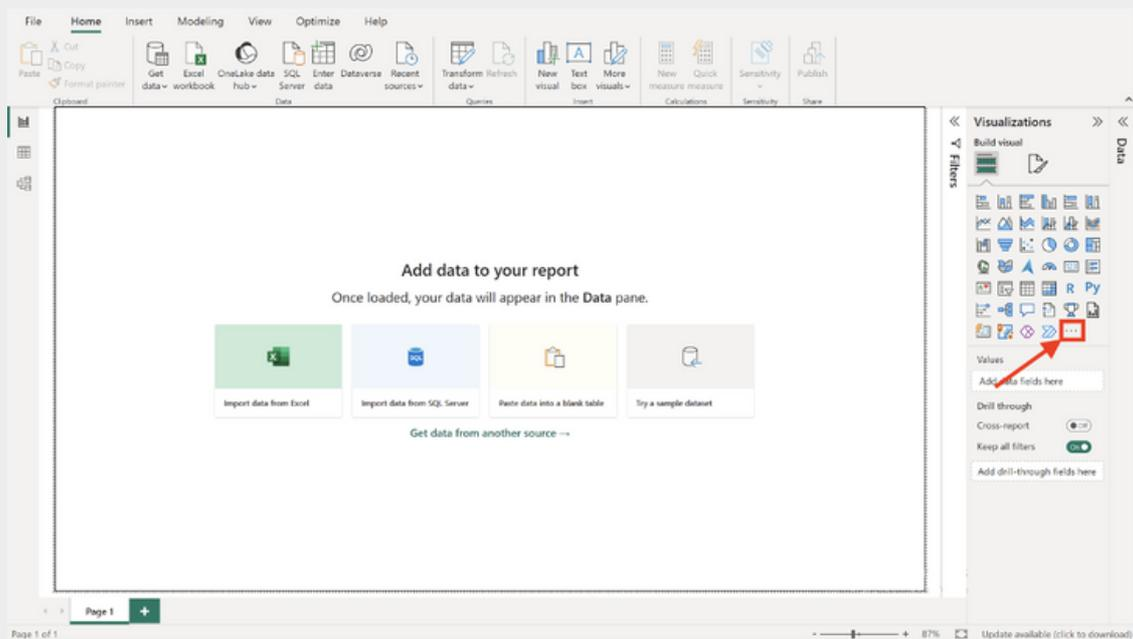 File Home Insert Modeling View Optimize Help
Paste
Cut
Copy
Format painter
Clipboard
Get data
Excel workbook
OneLake data hub
SQL Server
Enter data
Dataverse
Recent sources
Data
Transform data
Refresh
Queries
New visual
Text box
More visuals
Insert
New measure
Quick measure
Calculations
Sensitivity
Sensitivity
Publish
Share
Filters
Visualizations
Data
Build visual
R Py
Values
Add data fields here
Drill through
Cross-report Off
Keep all filters On
Add drill-through fields here
Add data to your report
Once loaded, your data will appear in the Data pane.
SQL
Import data from Excel
Import data from SQL Server
Paste data into a blank table
Try a sample dataset
Get data from another source →
Page 1
Page 1 of 1
87%
Update available (click to download)